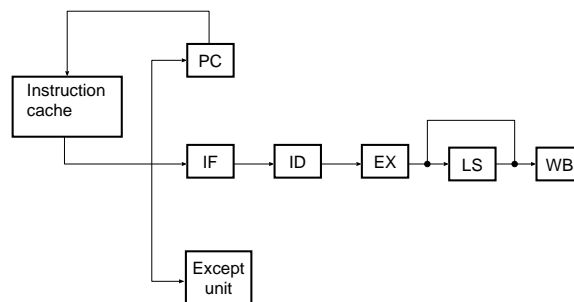 PC
Instruction
cache
IF
ID
EX
LS
WB
Except
unit